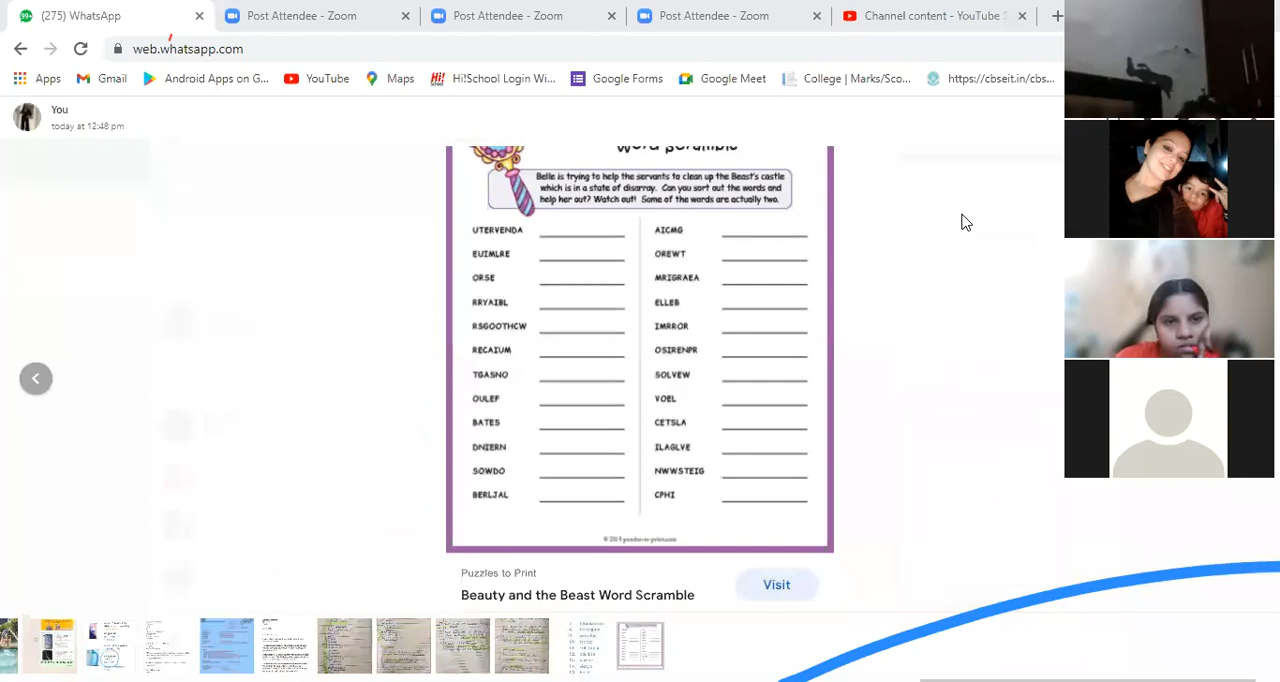 (275) WhatsApp
Post Attendee - Zoom
Post Attendee - Zoom
Post Attendee - Zoom
Channel content - YouTube S
web.whatsapp.com
Apps
Gmail
Android Apps on G...
YouTube
Maps
Hi! Hi!School Login Wi...
Google Forms
Google Meet
College | Marks/Sco...
https://cbseit.in/cbs...
You
today at 12:48 pm
Word Scramble
Belle is trying to help the servants to clean up the Beast's castle
which is in a state of disarray. Can you sort out the words and
help her out? Watch out! Some of the words are actually two.
UTERVENDA
EUIMLRE
ORSE
RRYAIBL
RSGOOTHCW
RECAIUM
TGASNO
OULEF
BATES
DNIERN
SOWDO
BERLJAL
AICMG
OREWT
MRIGRAEA
ELLEB
IMRROR
OSIRENPR
SOLVEW
VOEL
CETSLA
ILAGLVE
NWWSTEIG
CPHI
Puzzles to Print
Beauty and the Beast Word Scramble
Visit